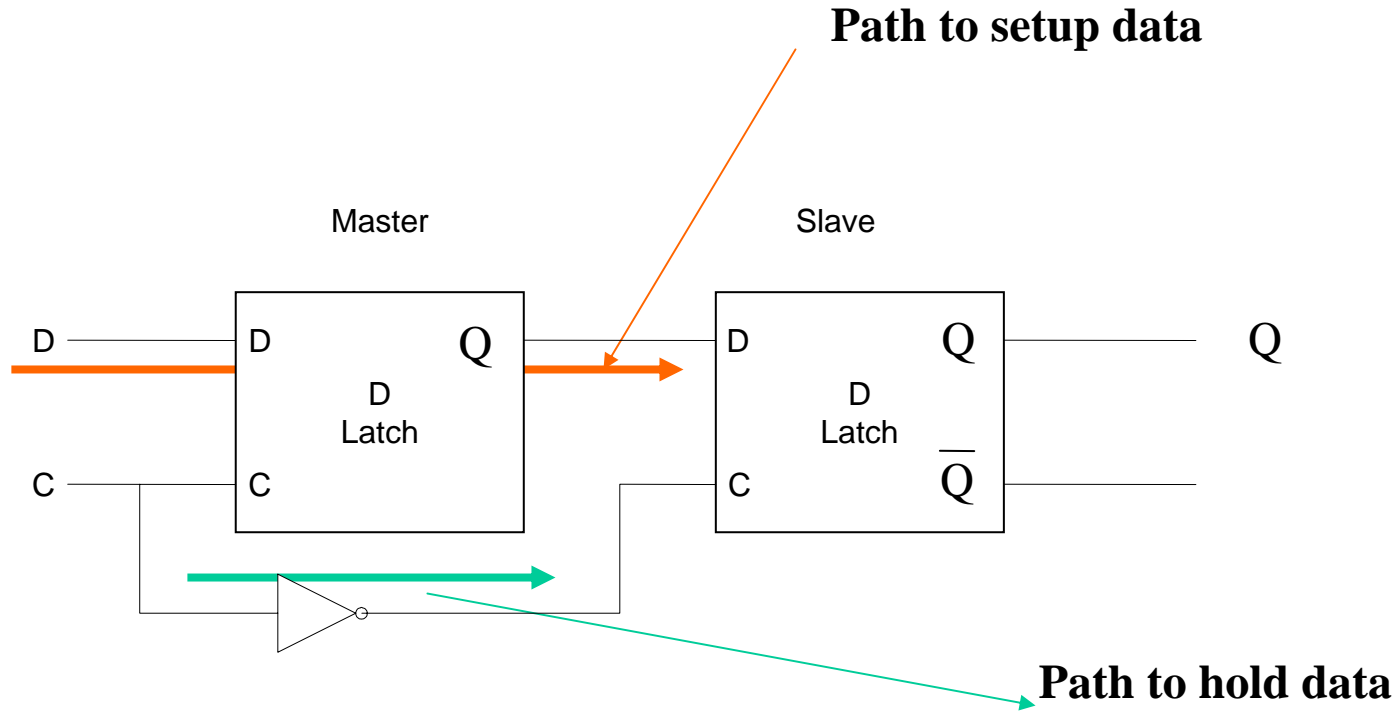 Path to setup data
Master
Slave
D
D
Q
D
Q
Q
D
Latch
D
Latch
C
C
C
Q̅
Path to hold data